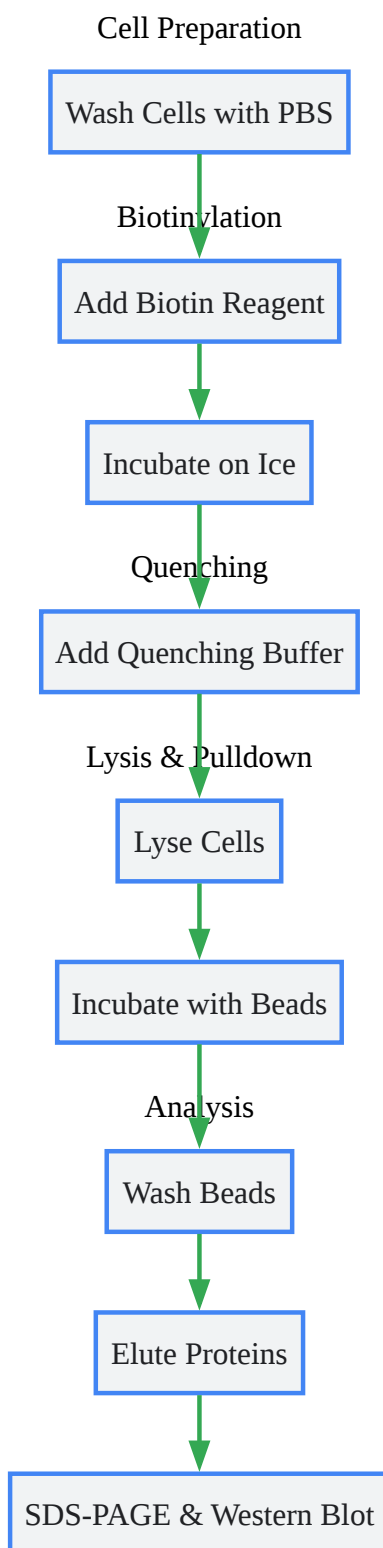 Cell Preparation
Wash Cells with PBS
Biotinylation
Add Biotin Reagent
Incubate on Ice
Quenching
Add Quenching Buffer
Lysis & Pulldown
Lyse Cells
Incubate with Beads
Analysis
Wash Beads
Elute Proteins
SDS-PAGE & Western Blot